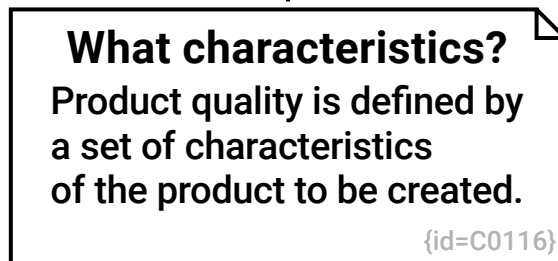 What characteristics?
Product quality is defined by
a set of characteristics
of the product to be created.
{id=C0116}